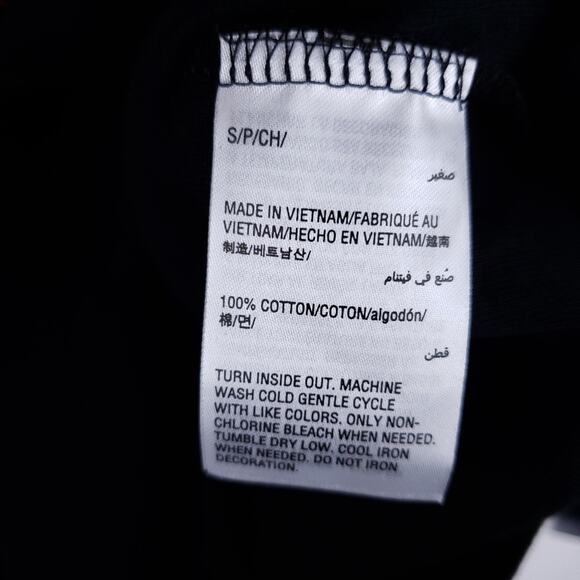 S/P/CH/
صغير
MADE IN VIETNAM/FABRIQUÉ AU
VIETNAM/HECHO EN VIETNAM/越南
制造/베트남산/
صُنع في فيتنام
100% COTTON/COTON/algodón/
棉/면/
قطن
TURN INSIDE OUT. MACHINE
WASH COLD GENTLE CYCLE
WITH LIKE COLORS. ONLY NON-
CHLORINE BLEACH WHEN NEEDED.
TUMBLE DRY LOW. COOL IRON
WHEN NEEDED. DO NOT IRON
DECORATION.